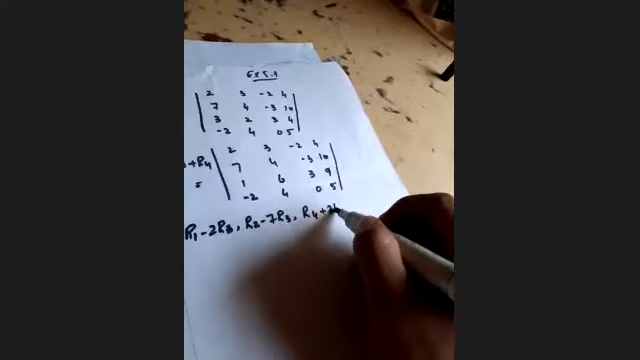 Ex 5.1
2 3 -2 4
7 4 -3 10
3 2 3 4
-2 4 0 5
2 3 -2 4
+R4 7 4 -3 10
1 6 3 9
-2 4 0 5
R1-2R3, R2-7R3, R4+2